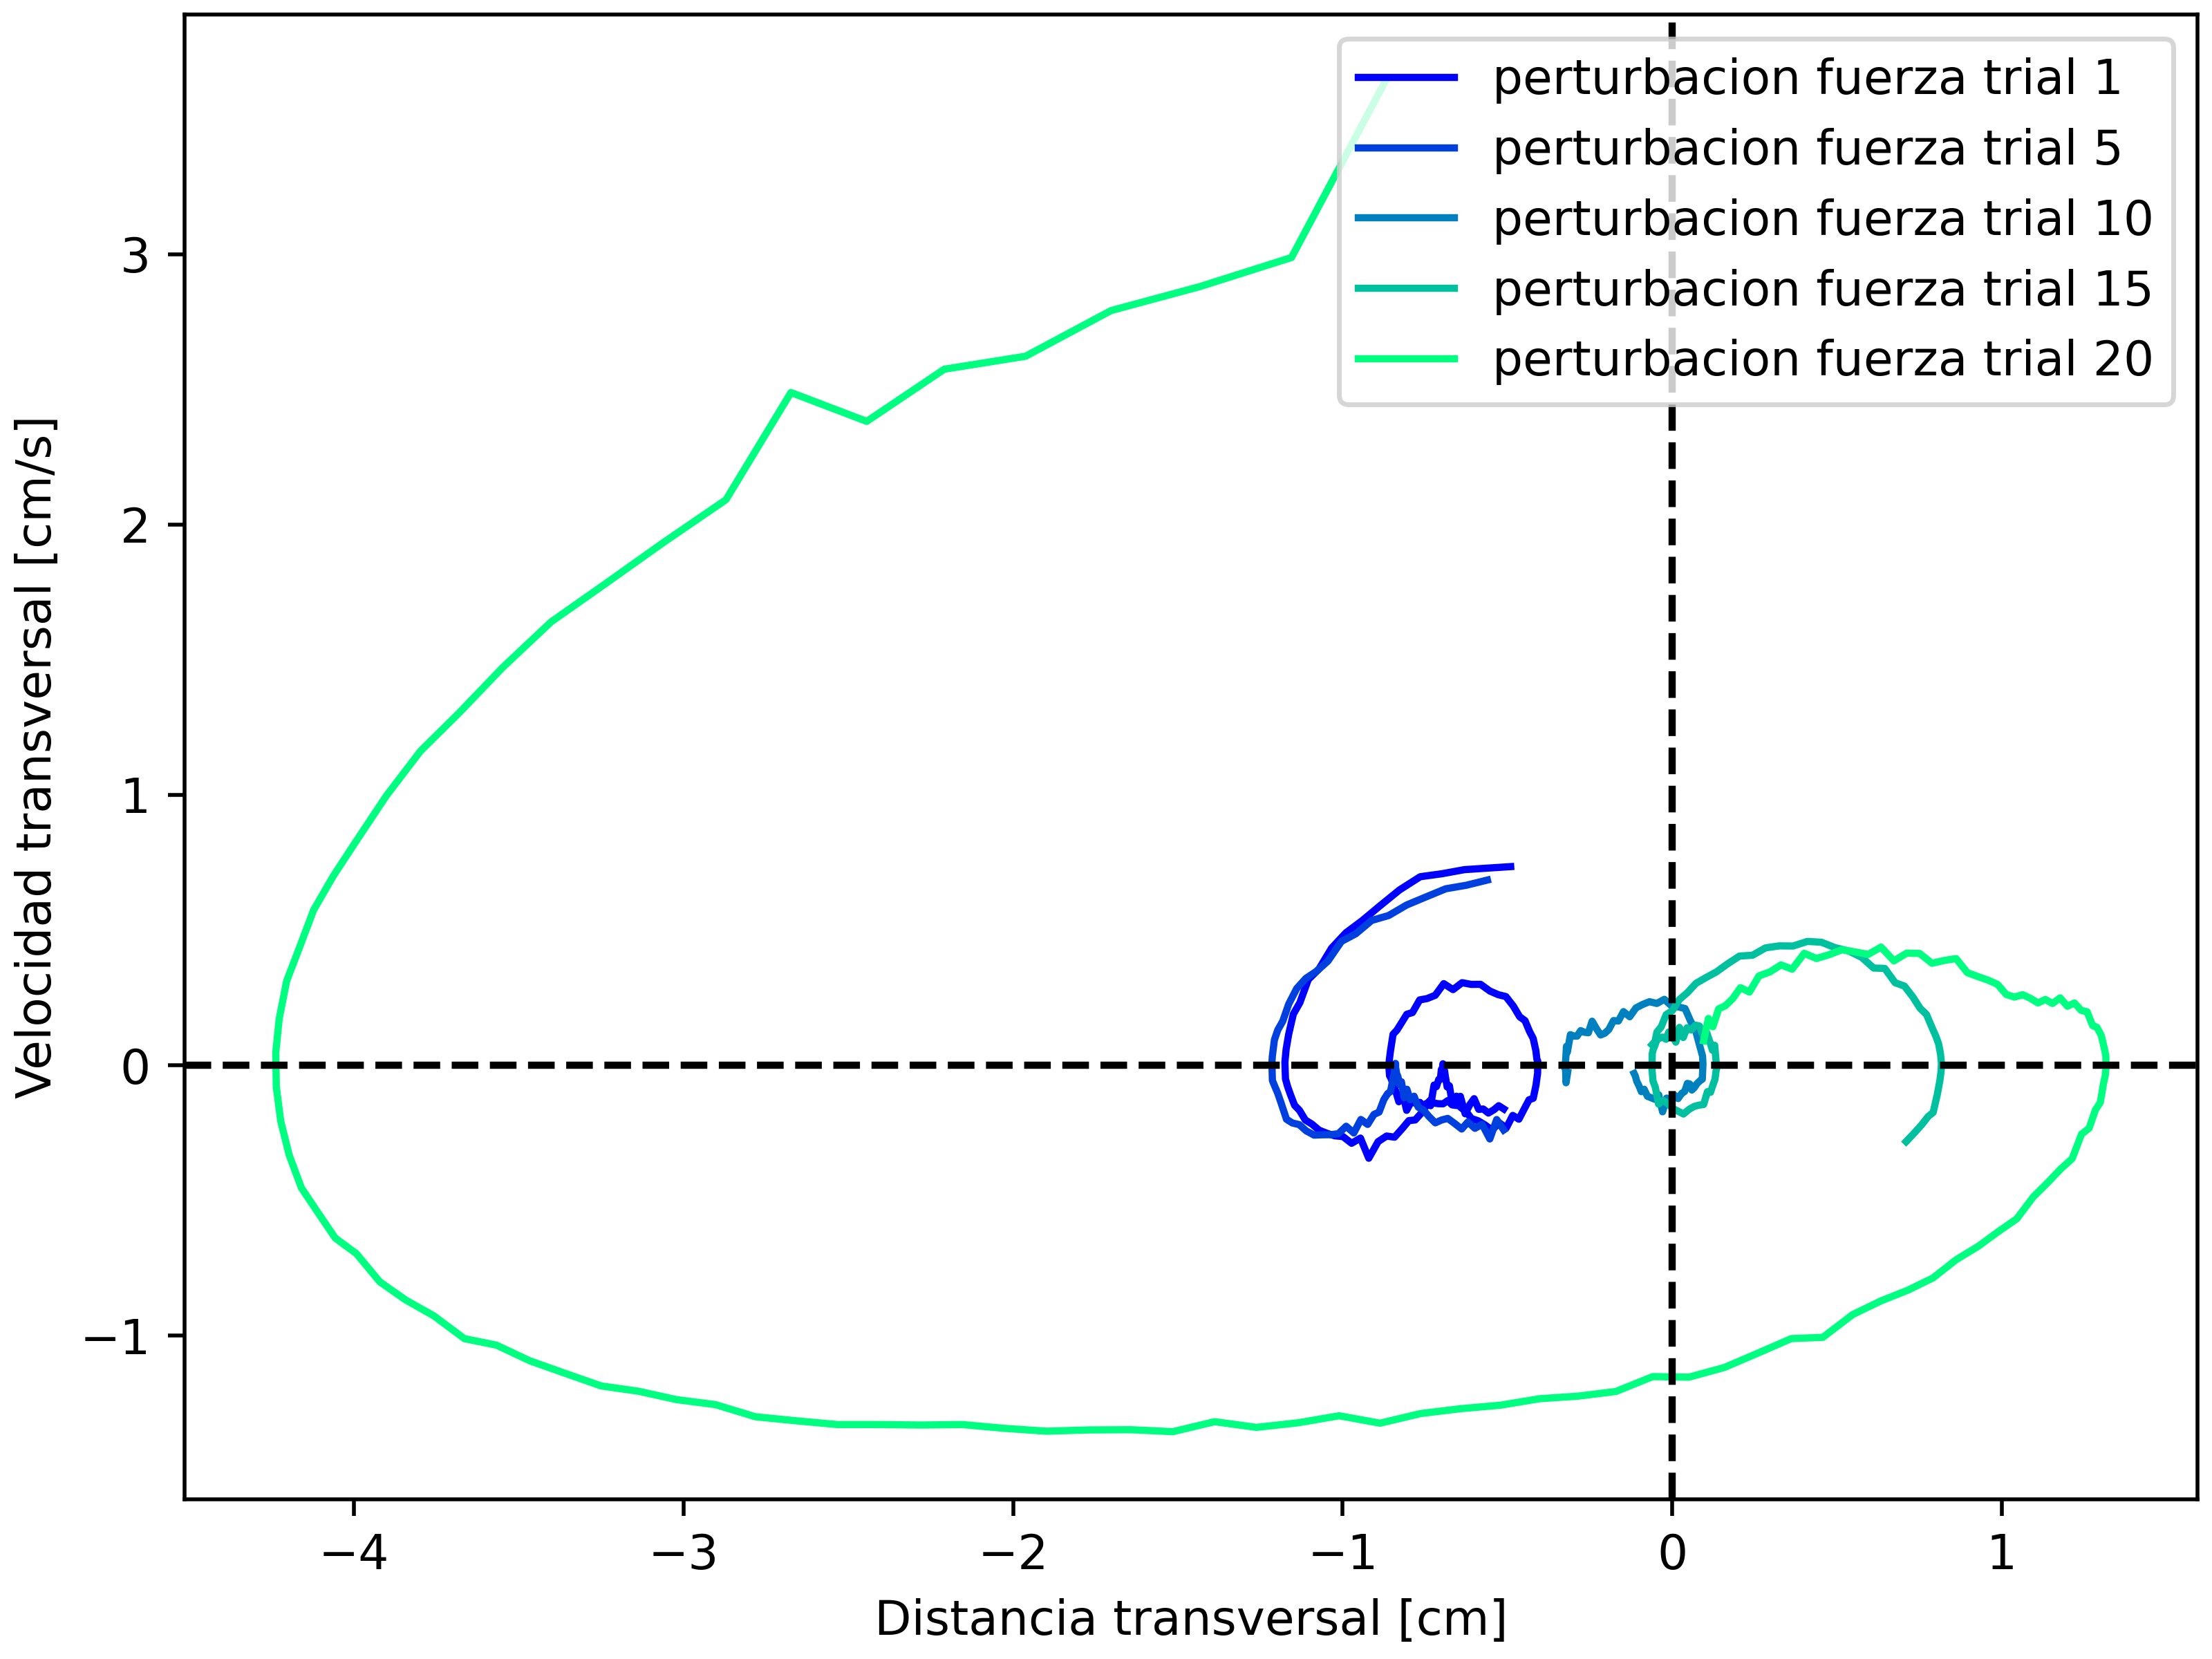 perturbacion fuerza trial 1
perturbacion fuerza trial 5
perturbacion fuerza trial 10
perturbacion fuerza trial 15
perturbacion fuerza trial 20
3
2
1
0
−1
Velocidad transversal [cm/s]
−4 −3 −2 −1 0 1
Distancia transversal [cm]